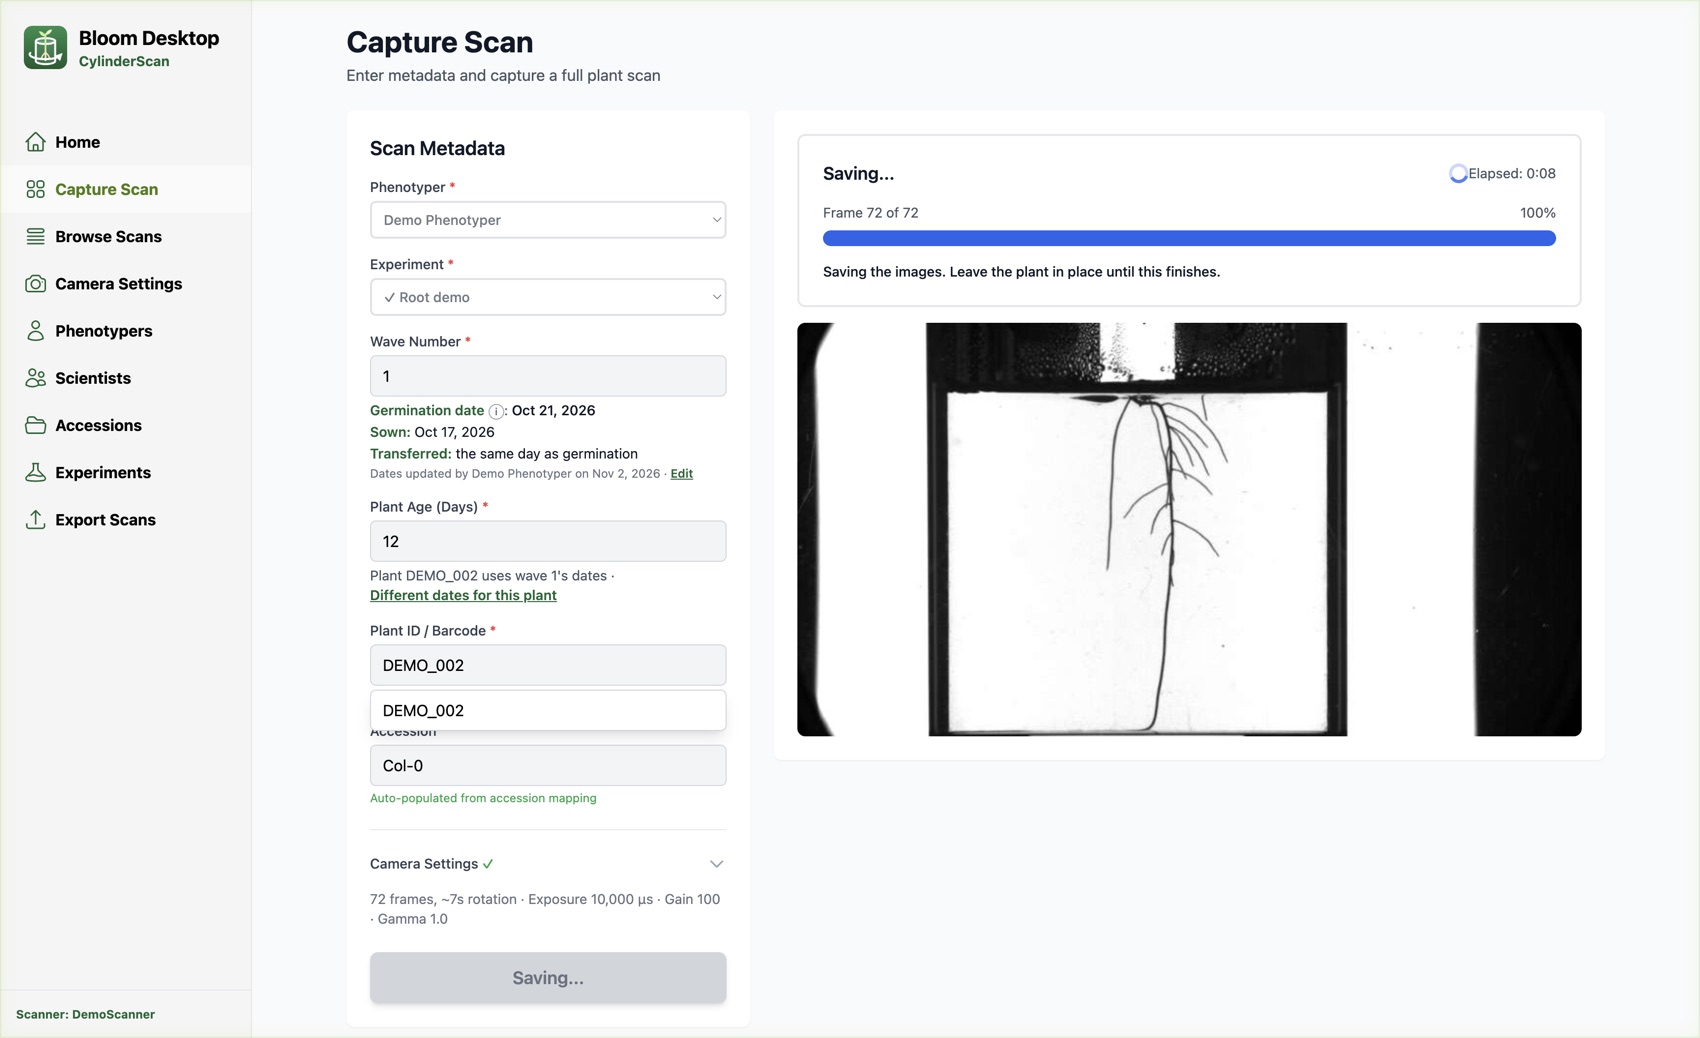 Bloom Desktop
CylinderScan
Home
Capture Scan
Browse Scans
Camera Settings
Phenotypers
Scientists
Accessions
Experiments
Export Scans
Scanner: DemoScanner
Capture Scan
Enter metadata and capture a full plant scan
Scan Metadata
Phenotyper *
Demo Phenotyper
Experiment *
✓ Root demo
Wave Number *
1
Germination date ⓘ: Oct 21, 2026
Sown: Oct 17, 2026
Transferred: the same day as germination
Dates updated by Demo Phenotyper on Nov 2, 2026 · Edit
Plant Age (Days) *
12
Plant DEMO_002 uses wave 1's dates ·
Different dates for this plant
Plant ID / Barcode *
DEMO_002
DEMO_002
Accession
Col-0
Auto-populated from accession mapping
Camera Settings ✓
72 frames, ~7s rotation · Exposure 10,000 µs · Gain 100
· Gamma 1.0
Saving...
Saving...
Elapsed: 0:08
Frame 72 of 72
100%
Saving the images. Leave the plant in place until this finishes.